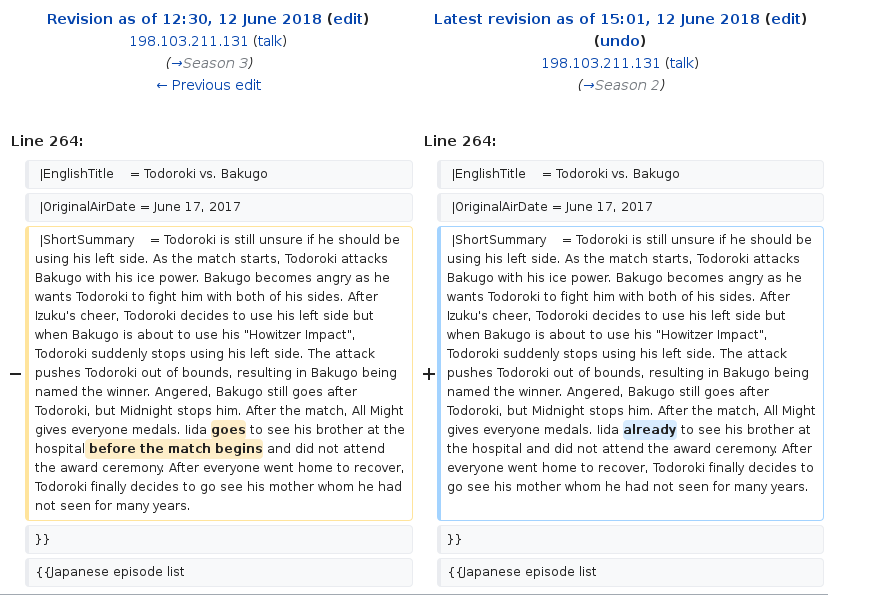 Revision as of 12:30, 12 June 2018 (edit)
198.103.211.131 (talk)
(→Season 3)
← Previous edit
Latest revision as of 15:01, 12 June 2018 (edit)
(undo)
198.103.211.131 (talk)
(→Season 2)
Line 264:
Line 264:
|EnglishTitle = Todoroki vs. Bakugo
|EnglishTitle = Todoroki vs. Bakugo
|OriginalAirDate = June 17, 2017
|OriginalAirDate = June 17, 2017
−
|ShortSummary = Todoroki is still unsure if he should be
using his left side. As the match starts, Todoroki attacks
Bakugo with his ice power. Bakugo becomes angry as he
wants Todoroki to fight him with both of his sides. After
Izuku's cheer, Todoroki decides to use his left side but
when Bakugo is about to use his "Howitzer Impact",
Todoroki suddenly stops using his left side. The attack
pushes Todoroki out of bounds, resulting in Bakugo being
named the winner. Angered, Bakugo still goes after
Todoroki, but Midnight stops him. After the match, All Might
gives everyone medals. Iida goes to see his brother at the
hospital before the match begins and did not attend
the award ceremony. After everyone went home to recover,
Todoroki finally decides to go see his mother whom he had
not seen for many years.
+
|ShortSummary = Todoroki is still unsure if he should be
using his left side. As the match starts, Todoroki attacks
Bakugo with his ice power. Bakugo becomes angry as he
wants Todoroki to fight him with both of his sides. After
Izuku's cheer, Todoroki decides to use his left side but
when Bakugo is about to use his "Howitzer Impact",
Todoroki suddenly stops using his left side. The attack
pushes Todoroki out of bounds, resulting in Bakugo being
named the winner. Angered, Bakugo still goes after
Todoroki, but Midnight stops him. After the match, All Might
gives everyone medals. Iida already to see his brother at
the hospital and did not attend the award ceremony. After
everyone went home to recover, Todoroki finally decides to
go see his mother whom he had not seen for many years.
}}
}}
{{Japanese episode list
{{Japanese episode list